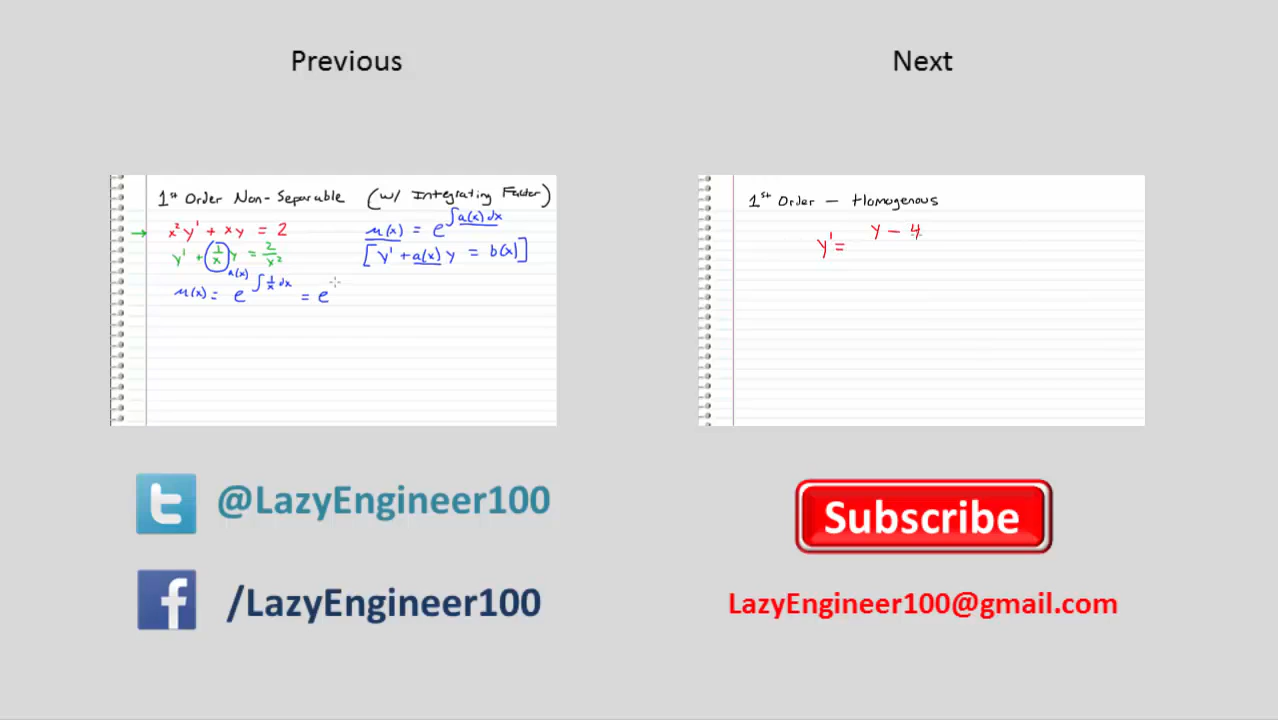 Previous
Next
1st Order Non-Separable (w/ Integrating Factor)
x²y' + xy = 2
μ(x) = e^∫a(x)dx
y' + (1/x)y = 2/x²
a(x)
[y' + a(x)y = b(x)]
μ(x) = e^∫1/x dx = e
1st Order – Homogenous
y' = y – 4
t @LazyEngineer100
Subscribe
f /LazyEngineer100
LazyEngineer100@gmail.com